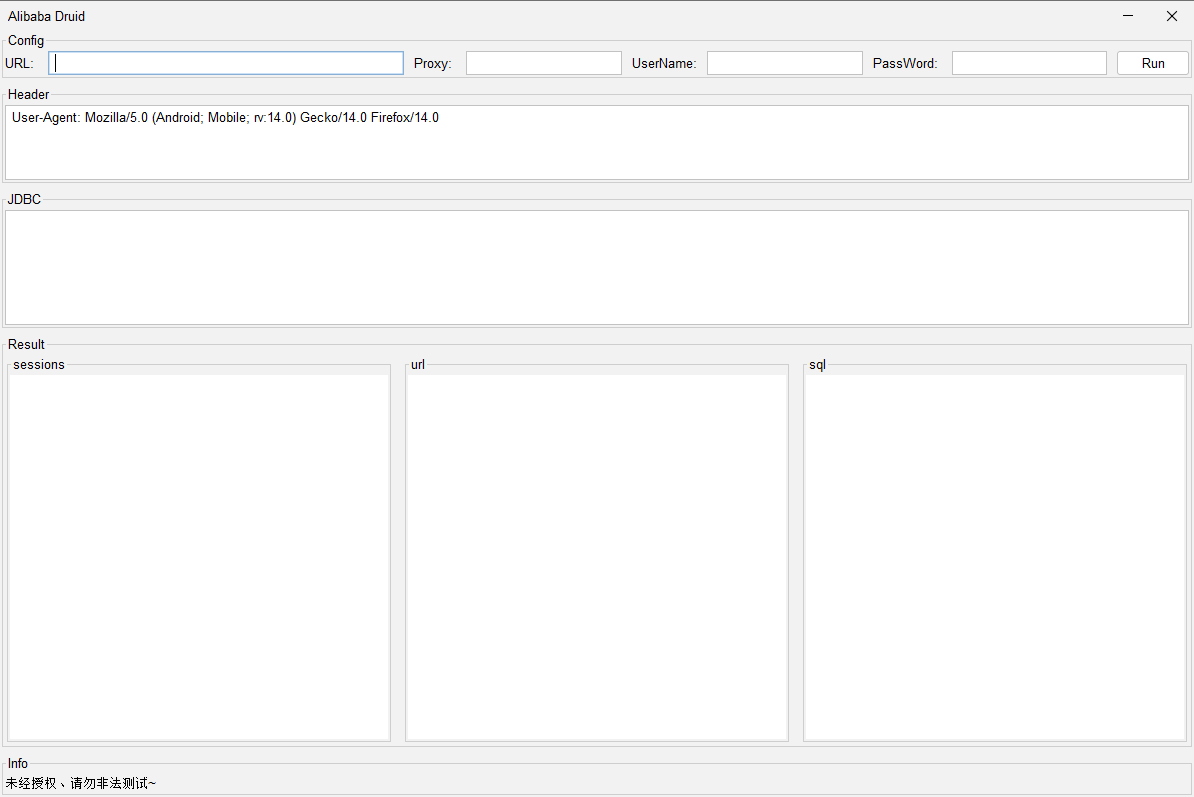 Alibaba Druid
Config
URL: Proxy: UserName: PassWord: Run
Header
User-Agent: Mozilla/5.0 (Android; Mobile; rv:14.0) Gecko/14.0 Firefox/14.0
JDBC
Result
sessions url sql
Info
未经授权、请勿非法测试~